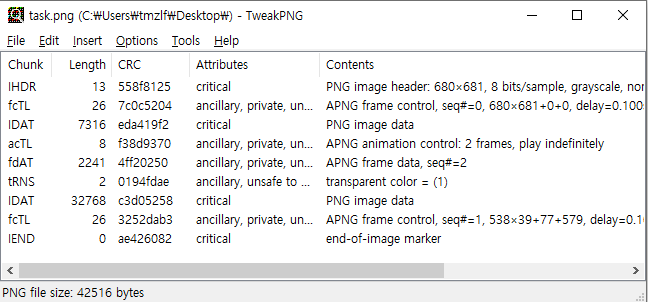 task.png (C:₩Users₩tmzlf₩Desktop₩) - TweakPNG
File Edit Insert Options Tools Help
Chunk Length CRC Attributes Contents
IHDR 13 558f8125 critical PNG image header: 680×681, 8 bits/sample, grayscale, nor
fcTL 26 7c0c5204 ancillary, private, un... APNG frame control, seq#=0, 680×681+0+0, delay=0.100
IDAT 7316 eda419f2 critical PNG image data
acTL 8 f38d9370 ancillary, private, un... APNG animation control: 2 frames, play indefinitely
fdAT 2241 4ff20250 ancillary, private, un... APNG frame data, seq#=2
tRNS 2 0194fdae ancillary, unsafe to ... transparent color = (1)
IDAT 32768 c3d05258 critical PNG image data
fcTL 26 3252dab3 ancillary, private, un... APNG frame control, seq#=1, 538×39+77+579, delay=0.10
IEND 0 ae426082 critical end-of-image marker
PNG file size: 42516 bytes